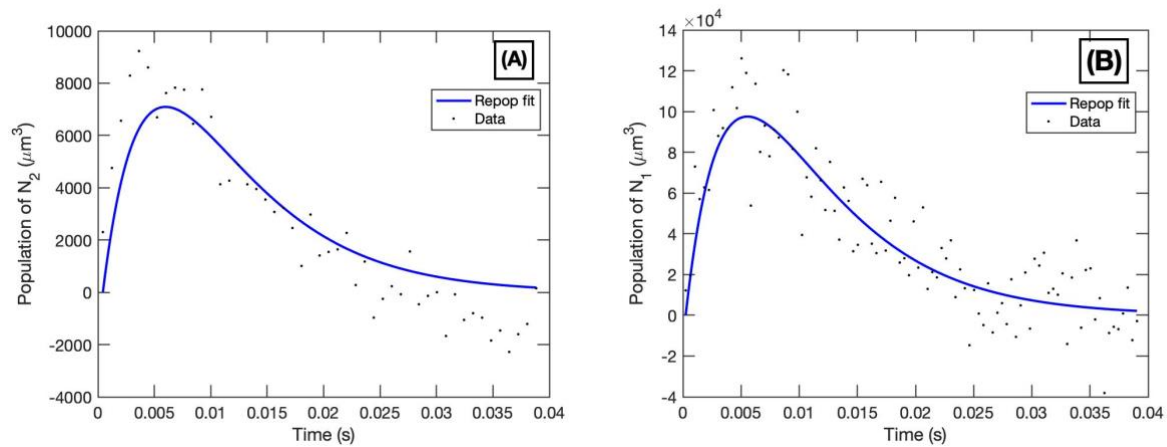 (A)
10000
8000
6000
4000
2000
0
-2000
-4000
Population of N₂ (μm³)
Repop fit
Data
0 0.005 0.01 0.015 0.02 0.025 0.03 0.035 0.04
Time (s)
(B)
×10⁴
14
12
10
8
6
4
2
0
-2
-4
Population of N₁ (μm³)
Repop fit
Data
0 0.005 0.01 0.015 0.02 0.025 0.03 0.035 0.04
Time (s)